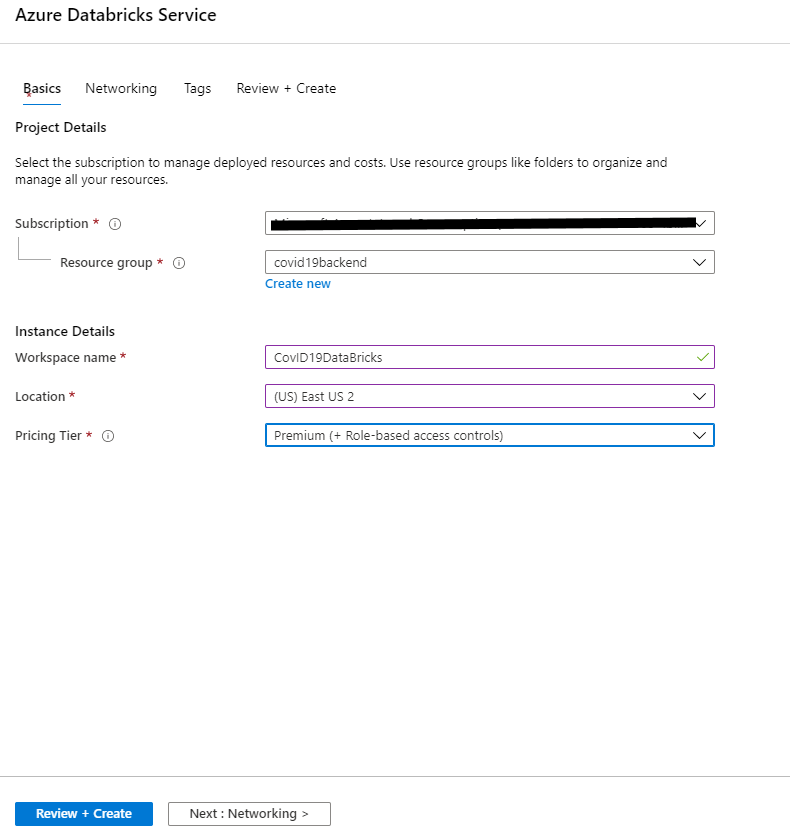 Azure Databricks Service
Basics Networking Tags Review + Create
Project Details
Select the subscription to manage deployed resources and costs. Use resource groups like folders to organize and
manage all your resources.
Subscription *
Resource group * covid19backend
Create new
Instance Details
Workspace name * CovID19DataBricks
Location * (US) East US 2
Pricing Tier * Premium (+ Role-based access controls)
Review + Create Next : Networking >